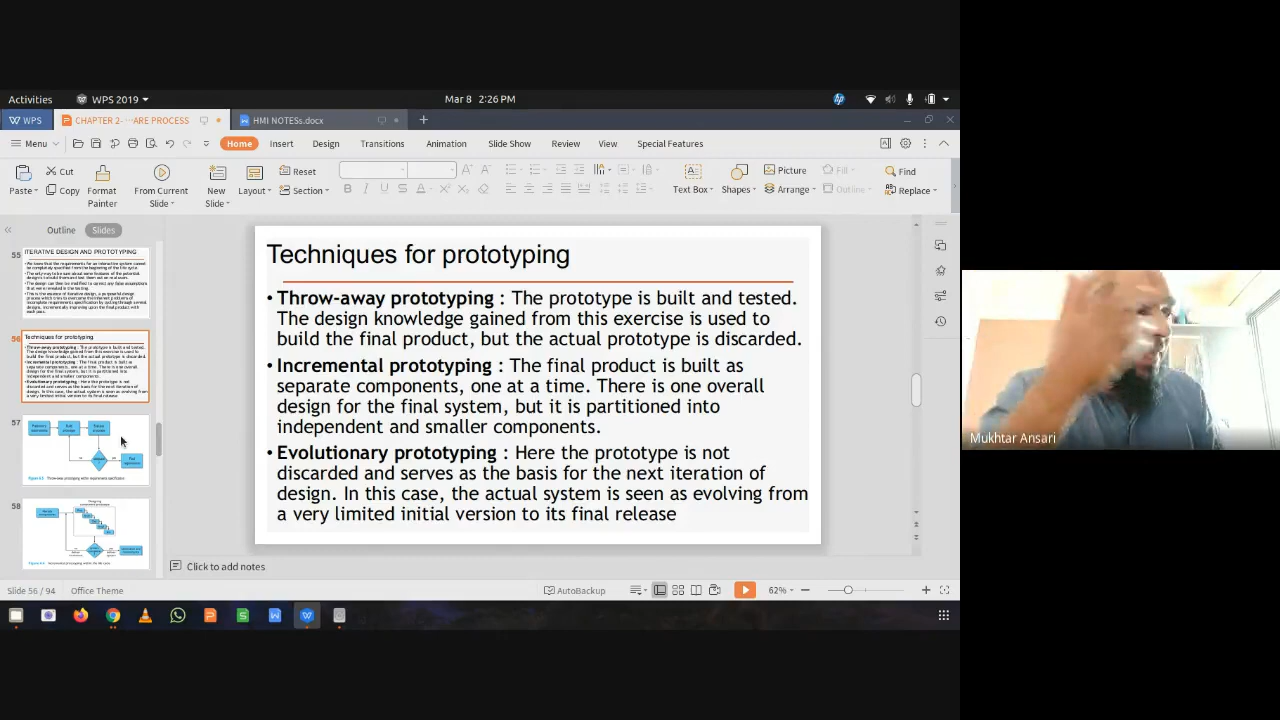 Activities
WPS 2019
Mar 8 2:26 PM
WPS
CHAPTER 2- ···ARE PROCESS
HMI NOTESs.docx
Menu
Home
Insert
Design
Transitions
Animation
Slide Show
Review
View
Special Features
Paste
Cut
Copy
Format Painter
From Current Slide
New Slide
Layout
Reset
Section
Text Box
Shapes
Picture
Arrange
Fill
Outline
Find
Replace
Outline
Slides
55
ITERATIVE DESIGN AND PROTOTYPING
56
Techniques for prototyping
57
58
Techniques for prototyping
• Throw-away prototypng : The prototype is built and tested.
The design knowledge gained from this exercise is used to
build the final product, but the actual prototype is discarded.
• Incremental prototyping : The final product is built as
separate components, one at a time. There is one overall
design for the final system, but it is partitioned into
independent and smaller components.
• Evolutionary prototyping : Here the prototype is not
discarded and serves as the basis for the next iteration of
design. In this case, the actual system is seen as evolving from
a very limited initial version to its final release
Click to add notes
Slide 56 / 94
Office Theme
AutoBackup
62%
Mukhtar Ansari